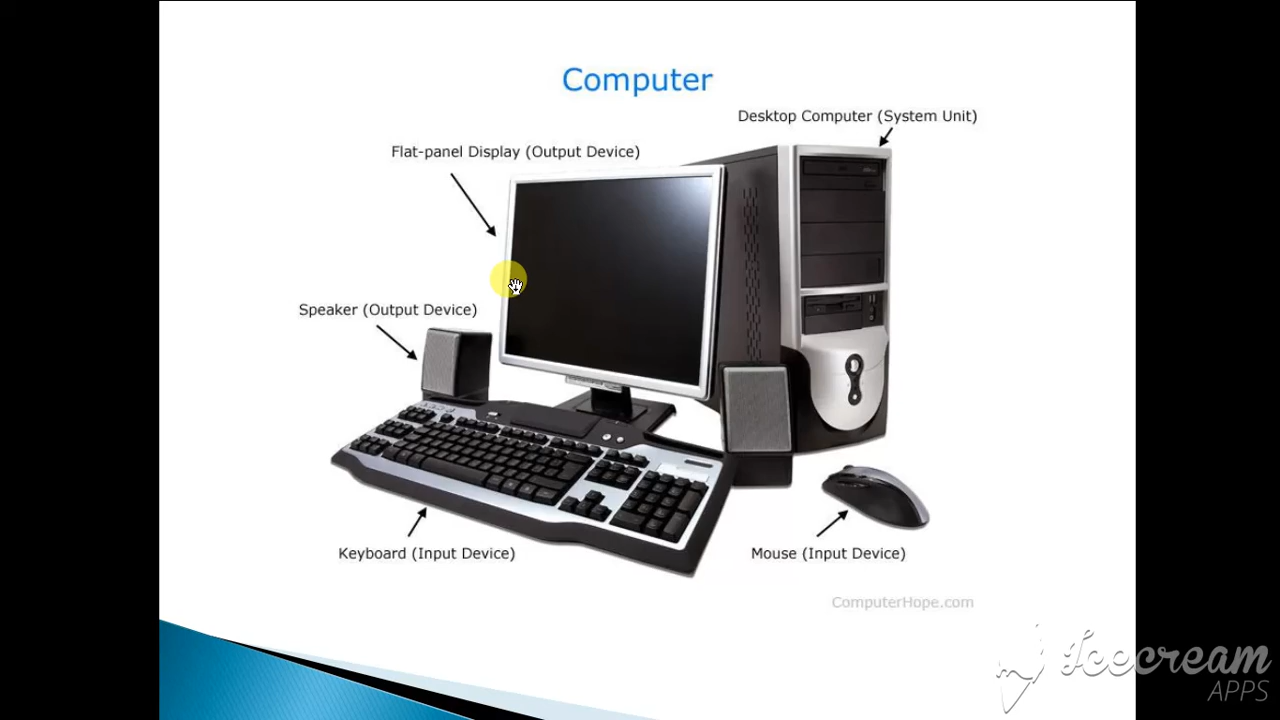 Computer
Desktop Computer (System Unit)
Flat-panel Display (Output Device)
Speaker (Output Device)
Keyboard (Input Device)
Mouse (Input Device)
ComputerHope.com
Icecream
APPS